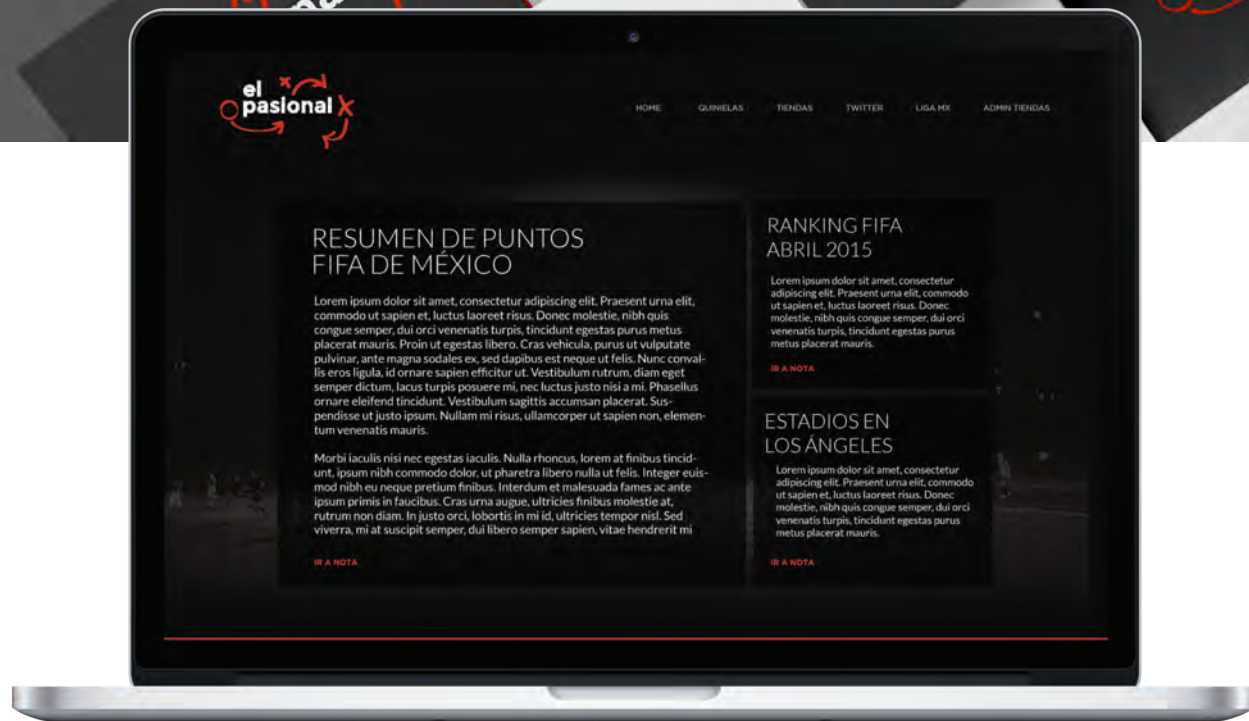 el
pasional
HOME QUINIELAS TIENDAS TWITTER LIGA MX ADMIN TIENDAS
RESUMEN DE PUNTOS
FIFA DE MÉXICO
Lorem ipsum dolor sit amet, consectetur adipiscing elit. Praesent urna elit,
commodo ut sapien et, luctus laoreet risus. Donec molestie, nibh quis
congue semper, dui orci venenatis turpis, tincidunt egestas purus metus
placerat mauris. Proin ut egestas libero. Cras vehicula, purus ut vulputate
pulvinar, ante magna sodales ex, sed dapibus est neque ut felis. Nunc conval-
lis eros ligula, id ornare sapien efficitur ut. Vestibulum rutrum, diam eget
semper dictum, lacus turpis posuere mi, nec luctus justo nisi a mi. Phasellus
ornare eleifend tincidunt. Vestibulum sagittis accumsan placerat. Sus-
pendisse ut justo ipsum. Nullam mi risus, ullamcorper ut sapien non, elemen-
tum venenatis mauris.
Morbi iaculis nisi nec egestas iaculis. Nulla rhoncus, lorem at finibus tincid-
unt, ipsum nibh commodo dolor, ut pharetra libero nulla ut felis. Integer euis-
mod nibh eu neque pretium finibus. Interdum et malesuada fames ac ante
ipsum primis in faucibus. Cras urna augue, ultricies finibus molestie at,
rutrum non diam. In justo orci, lobortis in mi id, ultricies tempor nisl. Sed
viverra, mi at suscipit semper, dui libero semper sapien, vitae hendrerit mi
IR A NOTA
RANKING FIFA
ABRIL 2015
Lorem ipsum dolor sit amet, consectetur
adipiscing elit. Praesent urna elit, commodo
ut sapien et, luctus laoreet risus. Donec
molestie, nibh quis congue semper, dui orci
venenatis turpis, tincidunt egestas purus
metus placerat mauris.
IR A NOTA
ESTADIOS EN
LOS ÁNGELES
Lorem ipsum dolor sit amet, consectetur
adipiscing elit. Praesent urna elit, commodo
ut sapien et, luctus laoreet risus. Donec
molestie, nibh quis congue semper, dui orci
venenatis turpis, tincidunt egestas purus
metus placerat mauris.
IR A NOTA